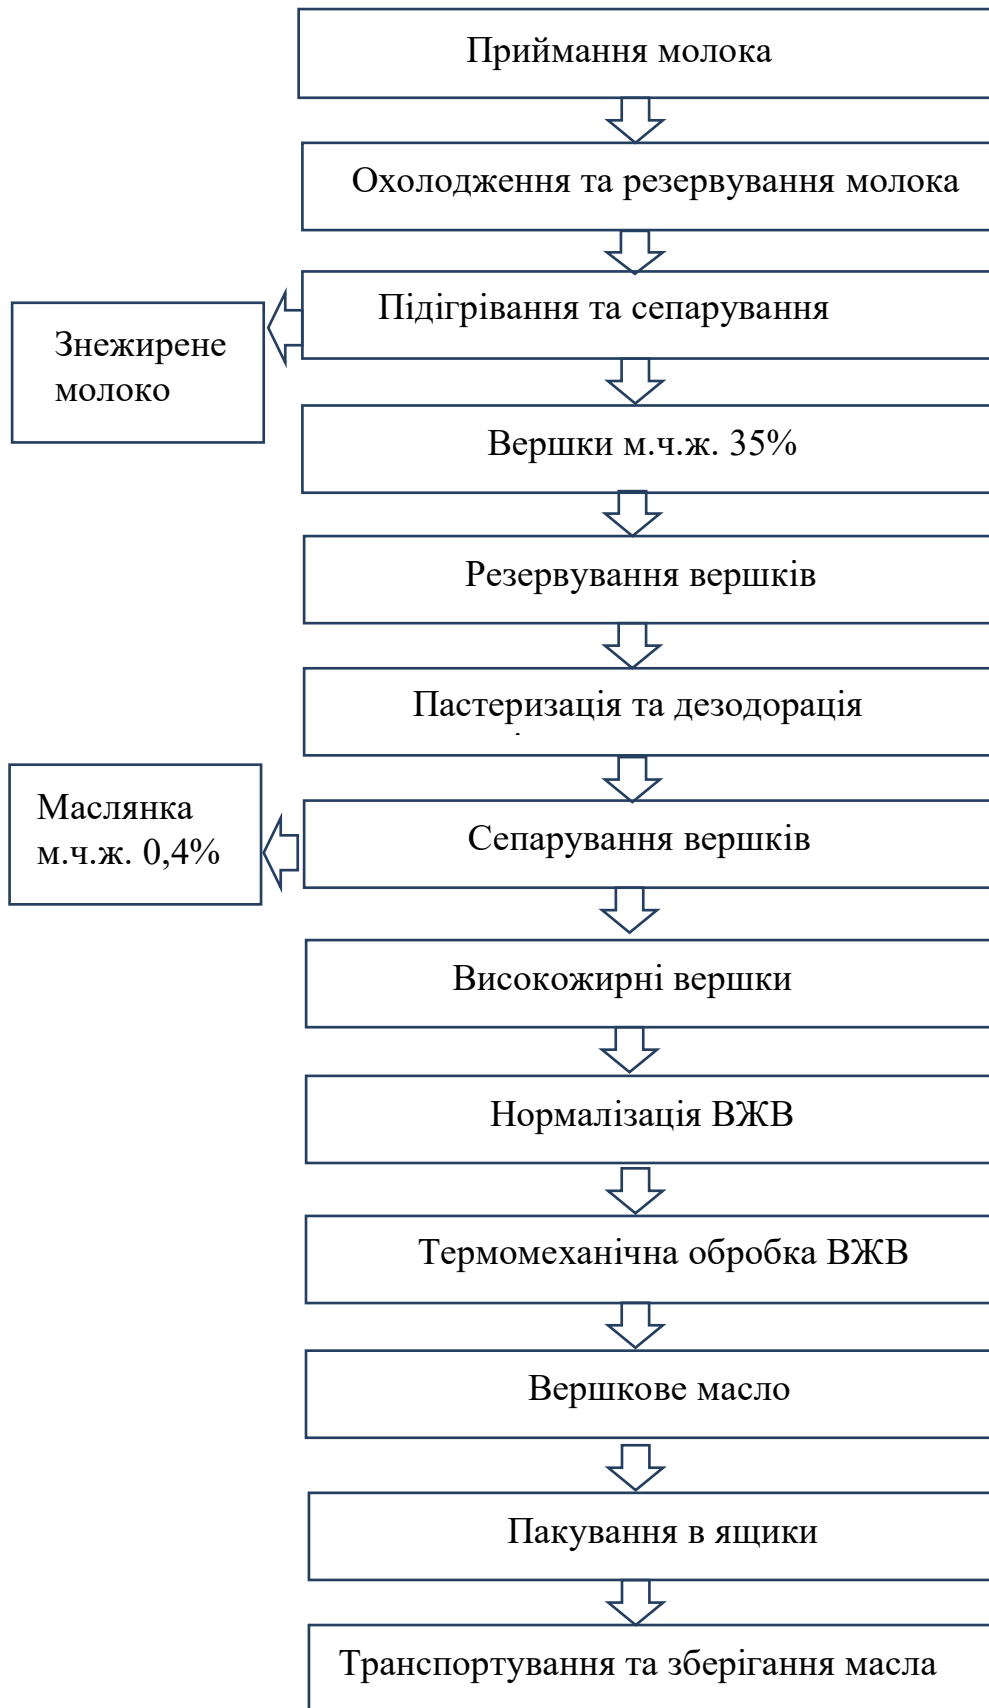 Приймання молока
Охолодження та резервування молока
Підігрівання та сепарування
Знежирене
молоко
Вершки м.ч.ж. 35%
Резервування вершків
Пастеризація та дезодорація
Маслянка
м.ч.ж. 0,4%
Сепарування вершків
Високожирні вершки
Нормалізація ВЖВ
Термомеханічна обробка ВЖВ
Вершкове масло
Пакування в ящики
Транспортування та зберігання масла